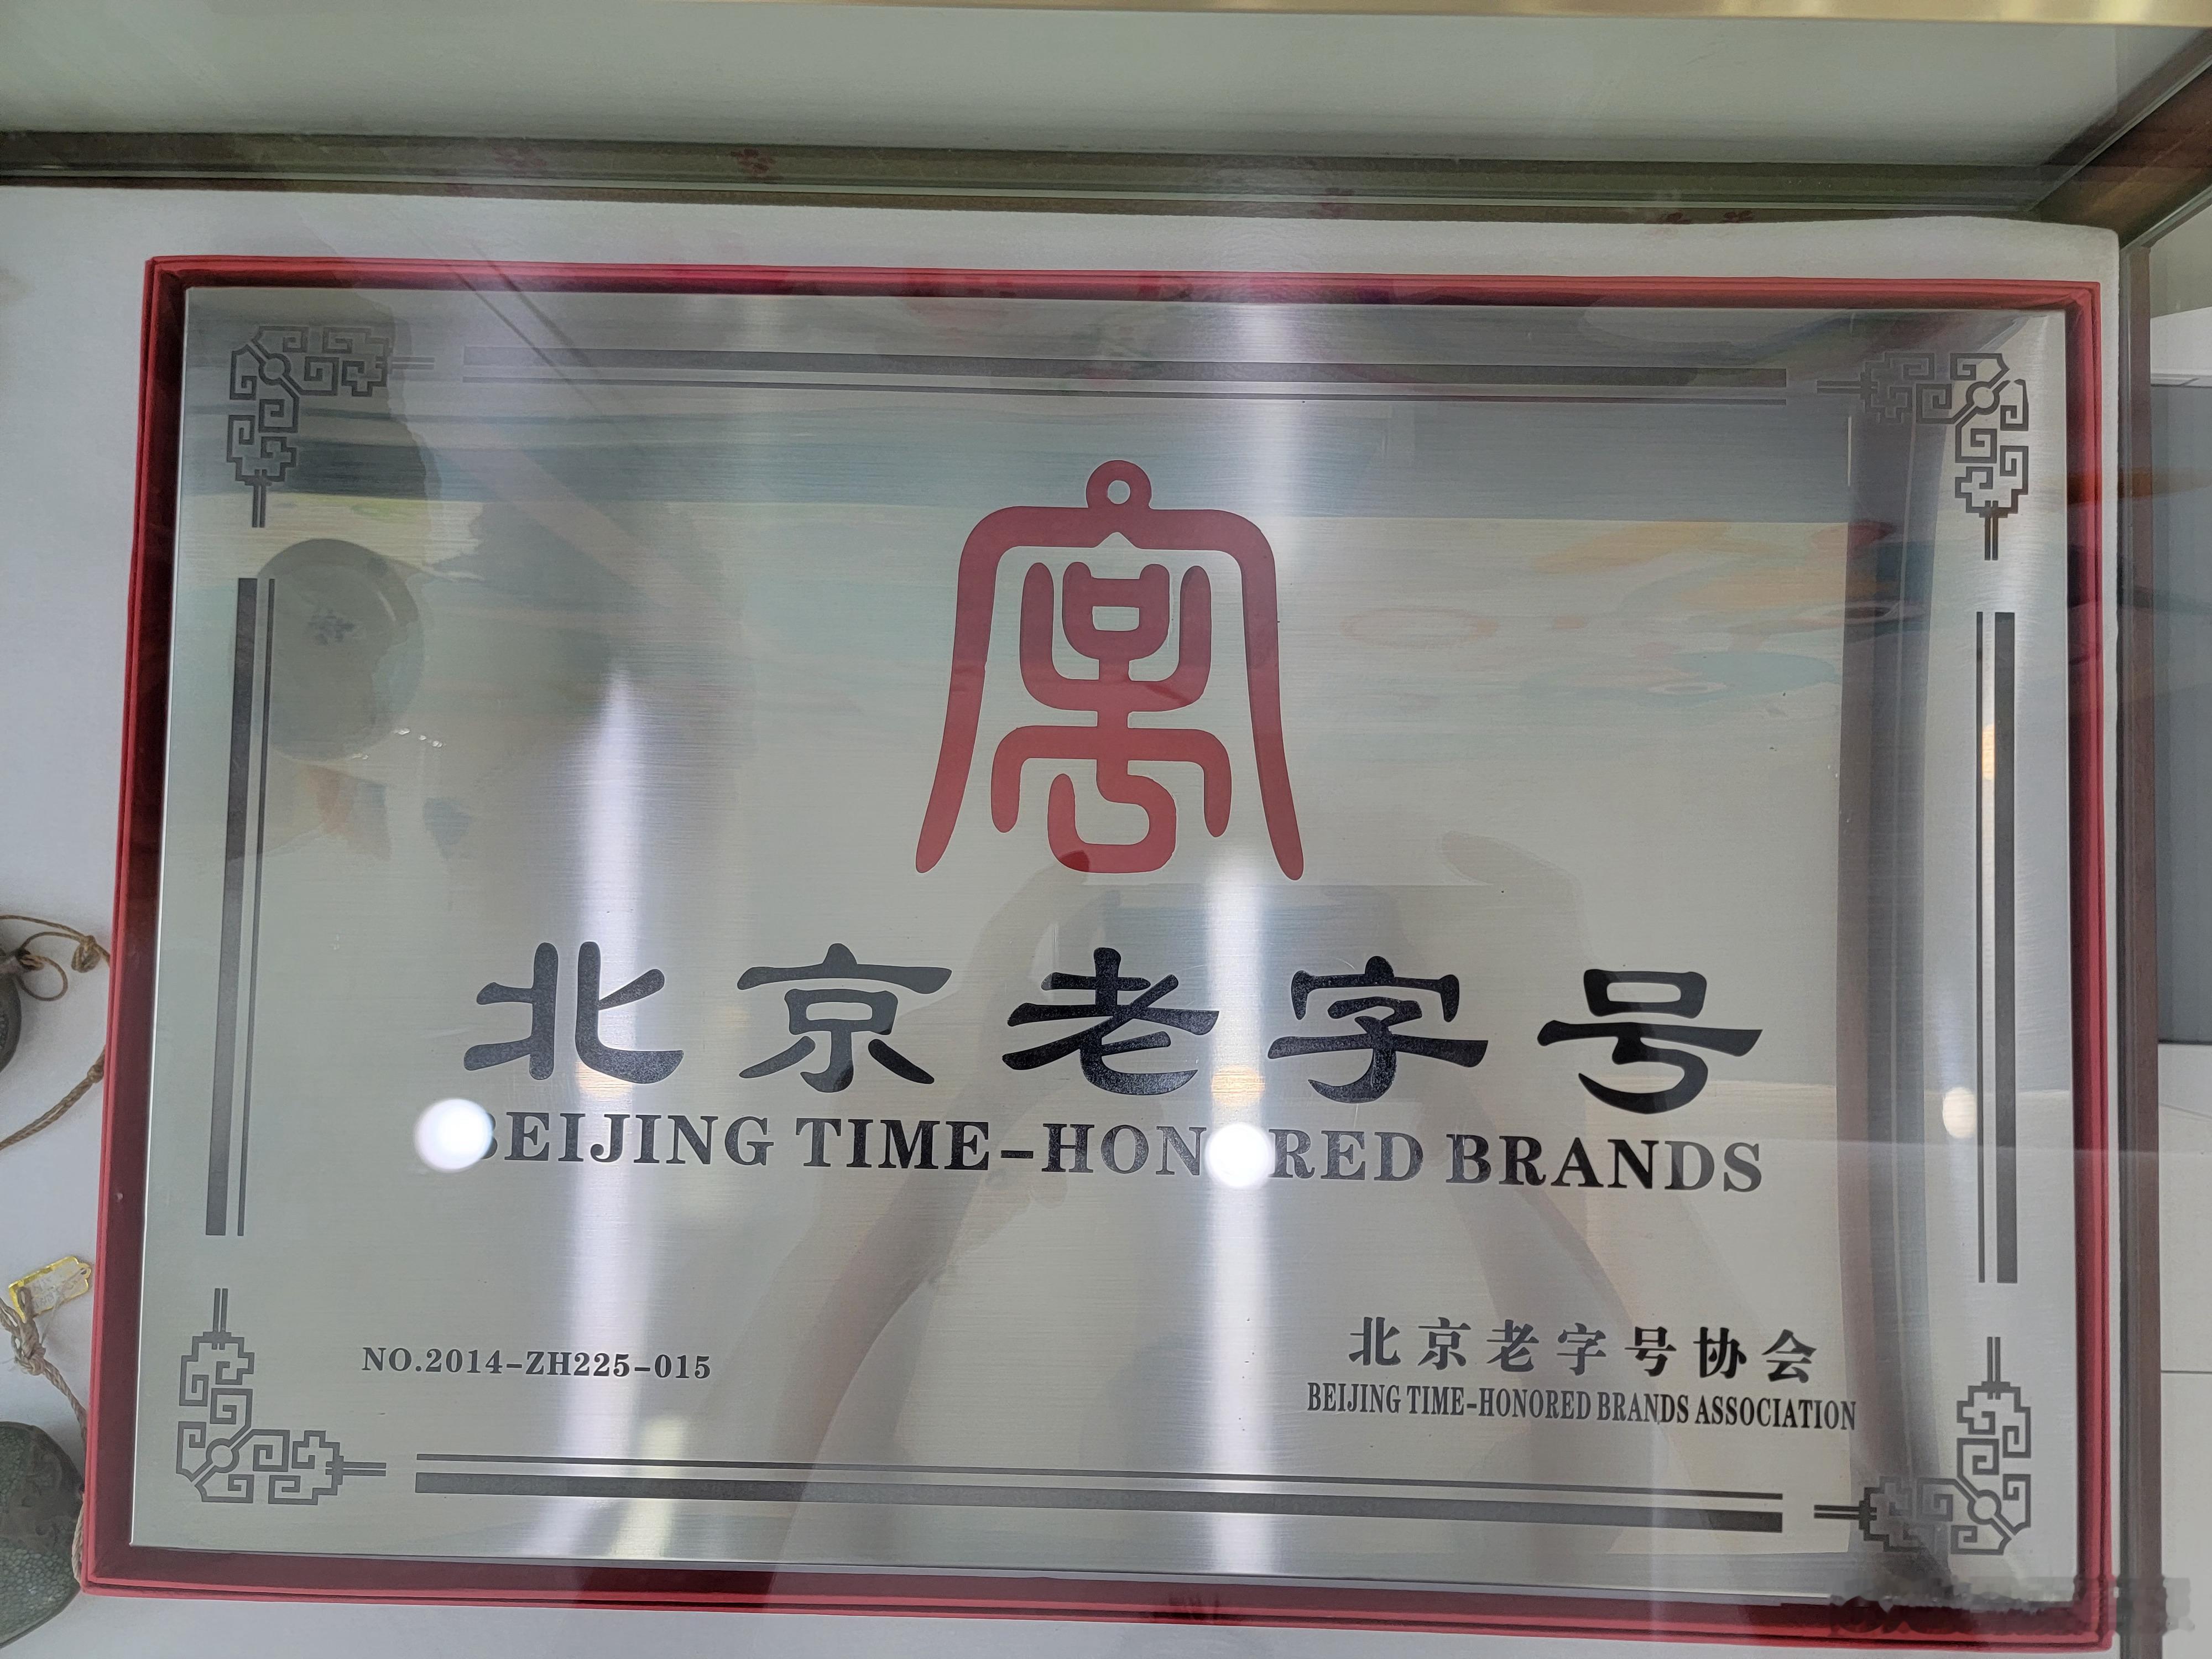 北京老字号
BEIJING TIME-HONORED BRANDS
NO.2014-ZH225-015
北京老字号协会
BEIJING TIME-HONORED BRANDS ASSOCIATION